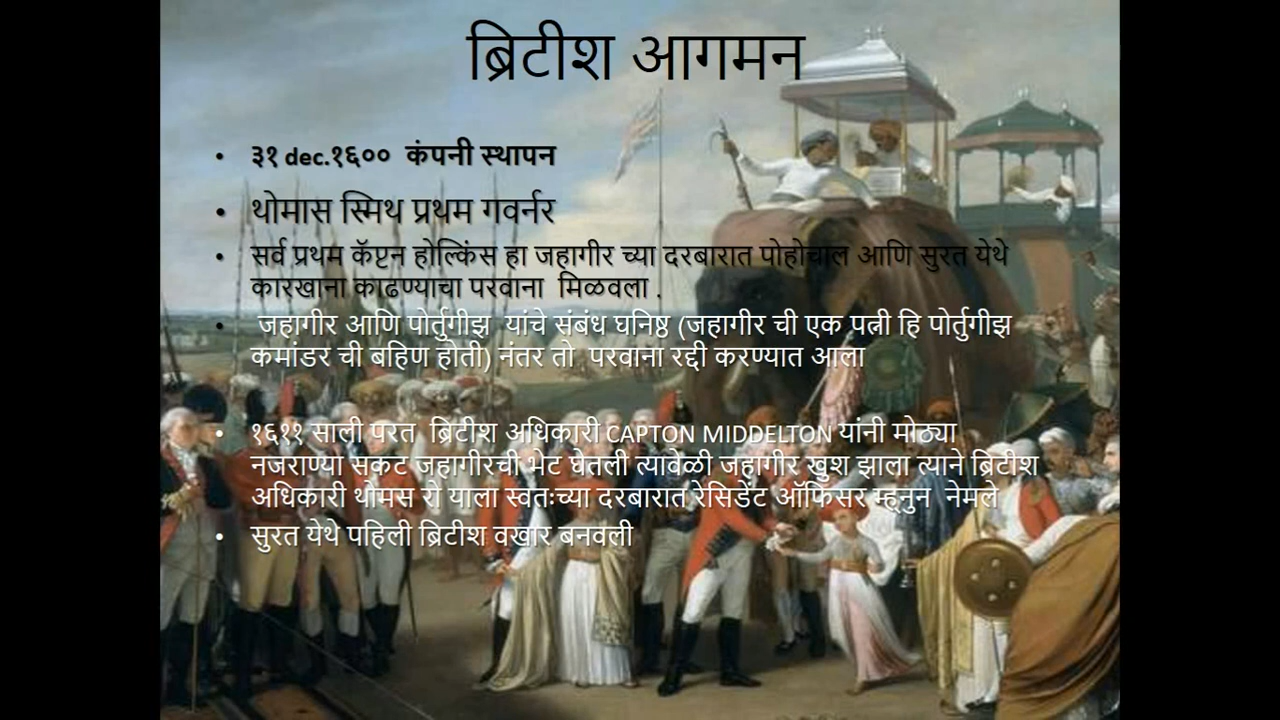 ब्रिटीश आगमन
• ३१ dec.१६०० कंपनी स्थापन
• थोमास स्मिथ प्रथम गवर्नर
• सर्व प्रथम कॅप्टन होल्किंस हा जहागीर च्या दरबारात पोहोचाल आणि सुरत येथे
कारखाना काढण्याचा परवाना मिळवला .
• जहागीर आणि पोर्तुगीझ यांचे संबंध घनिष्ठ (जहागीर ची एक पत्नी हि पोर्तुगीझ
कमांडर ची बहिण होती) नंतर तो परवाना रद्दी करण्यात आला
• १६११ साली परत ब्रिटीश अधिकारी CAPTON MIDDELTON यांनी मोठ्या
नजराण्या सकट जहागीरची भेट घेतली त्यावेळी जहागीर खुश झाला त्याने ब्रिटीश
अधिकारी थोमस रो याला स्वतःच्या दरबारात रेसिडेंट ऑफिसर म्ह्नुन नेमले
• सुरत येथे पहिली ब्रिटीश वखार बनवली